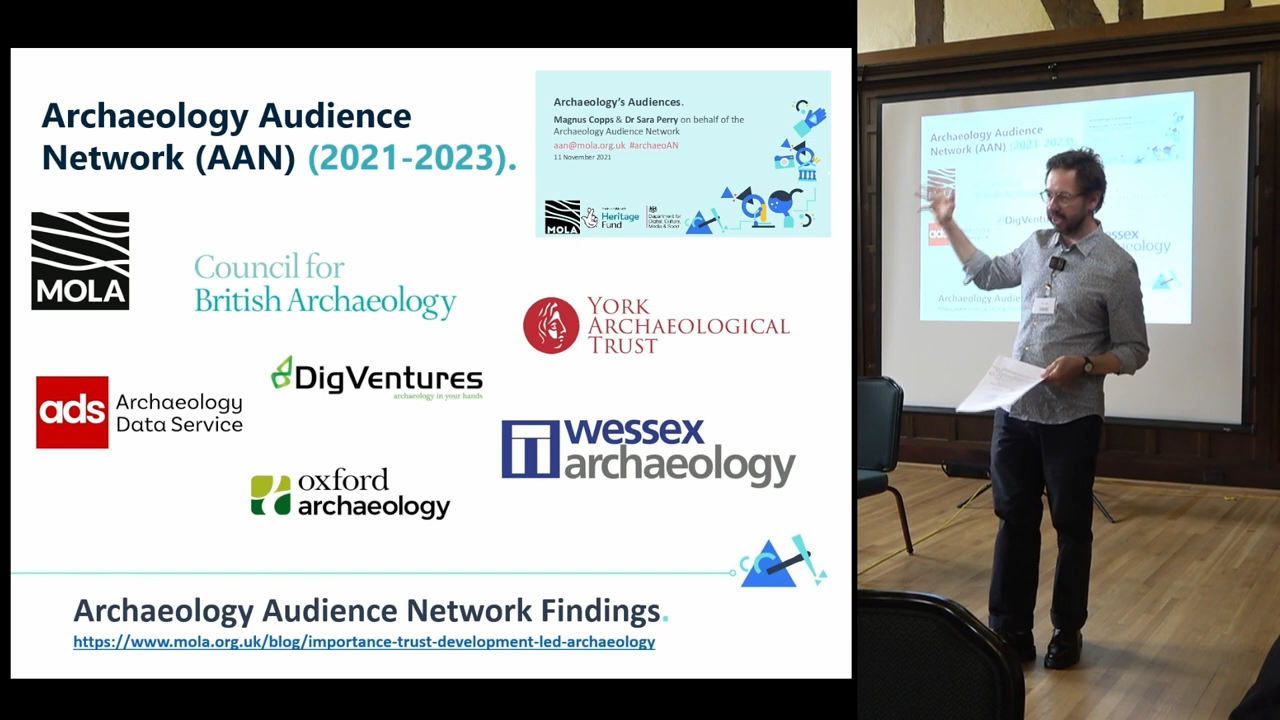 Archaeology Audience
Network (AAN) (2021-2023).
Archaeology's Audiences.
Magnus Copps & Dr Sara Perry on behalf of the
Archaeology Audience Network
aan@mola.org.uk #archaeoAN
11 November 2021
MOLA
Heritage
Fund
Department for
Digital, Culture,
Media & Sport
MOLA
Council for
British Archaeology
YORK
ARCHAEOLOGICAL
TRUST
DigVentures
archaeology in your hands
ads
Archaeology
Data Service
wessex
archaeology
oxford
archaeology
Archaeology Audience Network Findings.
https://www.mola.org.uk/blog/importance-trust-development-led-archaeology
Archaeology Audience
Network (AAN) (2021-2023)
DigVentu
ads
wessex
archaeology
Archaeology Audie